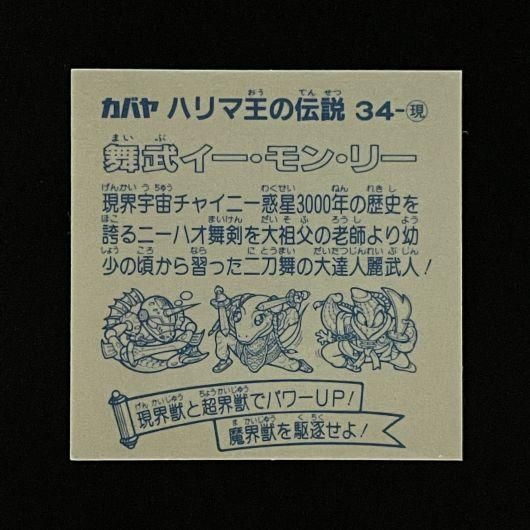 カバヤ ハリマ王の伝説 34-現
舞武イー・モン・リー
現界宇宙チャイニー惑星3000年の歴史を
誇るニーハオ舞剣を大祖父の老師より幼
少の頃から習った二刀舞の大達人麗武人!
現界獣と超界獣でパワーUP!
魔界獣を駆逐せよ!